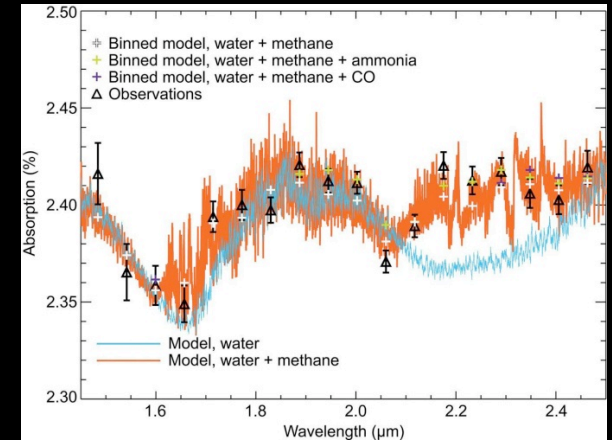 2.50
Binned model, water + methane
Binned model, water + methane + ammonia
Binned model, water + methane + CO
Observations
2.45
2.40
Absorption (%)
2.35
Model, water
Model, water + methane
2.30
1.6 1.8 2.0 2.2 2.4
Wavelength (μm)